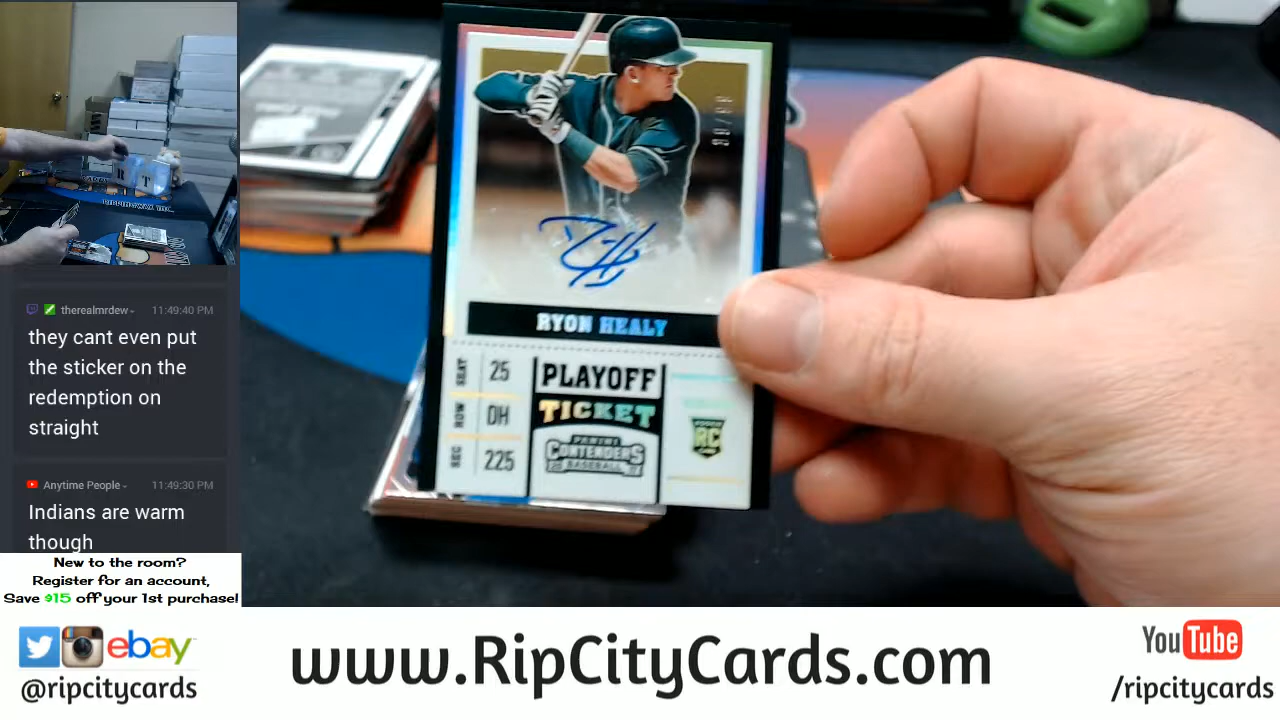 therealmrdew 11:49:40 PM
they cant even put
the sticker on the
redemption on
straight
Anytime People 11:49:30 PM
Indians are warm
though
New to the room?
Register for an account,
Save $15 off your 1st purchase!
RYON HEALY
SEAT 25
ROW OH
SEC 225
PLAYOFF
TICKET
PANINI
CONTENDERS
BASEBALL
RC
ebay
@ripcitycards
www.RipCityCards.com
YouTube
/ripcitycards